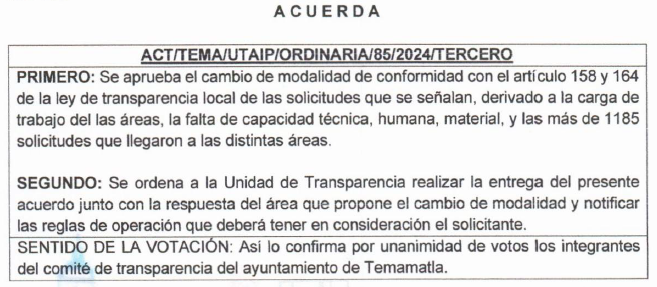 ACUERDA
ACT/TEMA/UTAIP/ORDINARIA/85/2024/TERCERO
PRIMERO: Se aprueba el cambio de modalidad de conformidad con el artículo 158 y 164
de la ley de transparencia local de las solicitudes que se señalan, derivado a la carga de
trabajo del las áreas, la falta de capacidad técnica, humana, material, y las más de 1185
solicitudes que llegaron a las distintas áreas.
SEGUNDO: Se ordena a la Unidad de Transparencia realizar la entrega del presente
acuerdo junto con la respuesta del área que propone el cambio de modalidad y notificar
las reglas de operación que deberá tener en consideración el solicitante.
SENTIDO DE LA VOTACIÓN: Así lo confirma por unanimidad de votos los integrantes
del comité de transparencia del ayuntamiento de Temamatla.